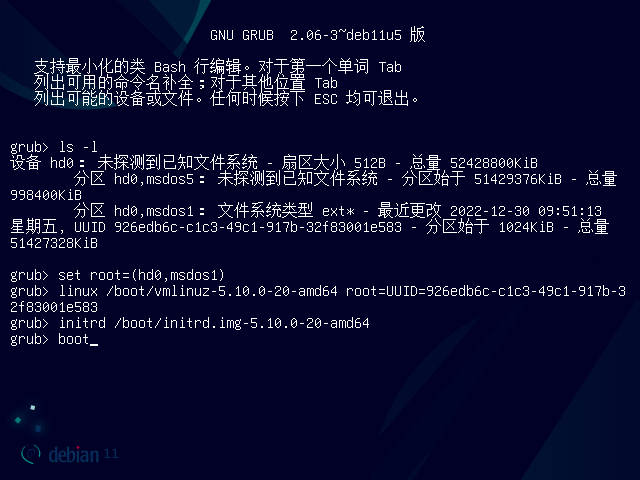 GNU GRUB  2.06-3~deb11u5 版
支持最小化的类 Bash 行编辑。对于第一个单词 Tab
列出可用的命令名补全；对于其他位置 Tab
列出可能的设备或文件。任何时候按下 ESC 均可退出。
grub> ls -l
设备 hd0： 未探测到已知文件系统 - 扇区大小 512B - 总量 52428800KiB
分区 hd0,msdos5： 未探测到已知文件系统 - 分区始于 51429376KiB - 总量
998400KiB
分区 hd0,msdos1： 文件系统类型 ext* - 最近更改 2022-12-30 09:51:13
星期五, UUID 926edb6c-c1c3-49c1-917b-32f83001e583 - 分区始于 1024KiB - 总量
51427328KiB
grub> set root=(hd0,msdos1)
grub> linux /boot/vmlinuz-5.10.0-20-amd64 root=UUID=926edb6c-c1c3-49c1-917b-3
2f83001e583
grub> initrd /boot/initrd.img-5.10.0-20-amd64
grub> boot_
debian 11